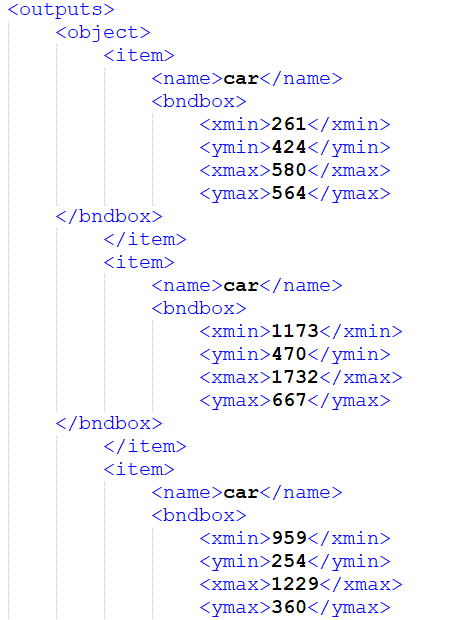 <outputs>
<object>
<item>
<name>car</name>
<bndbox>
<xmin>261</xmin>
<ymin>424</ymin>
<xmax>580</xmax>
<ymax>564</ymax>
</bndbox>
</item>
<item>
<name>car</name>
<bndbox>
<xmin>1173</xmin>
<ymin>470</ymin>
<xmax>1732</xmax>
<ymax>667</ymax>
</bndbox>
</item>
<item>
<name>car</name>
<bndbox>
<xmin>959</xmin>
<ymin>254</ymin>
<xmax>1229</xmax>
<ymax>360</ymax>